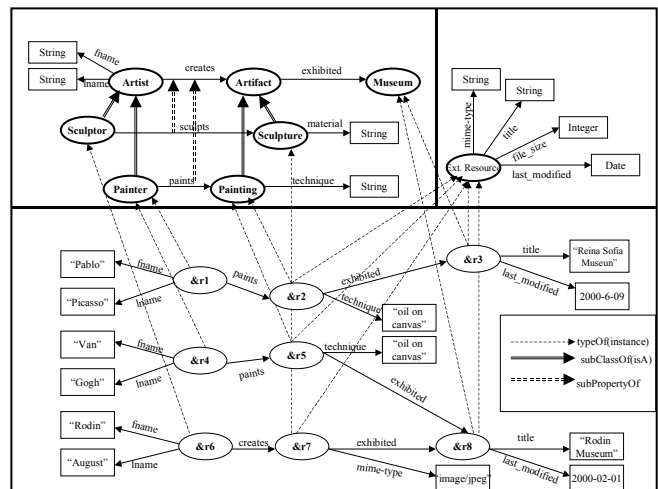 String
fname
String
lname
Artist
creates
Artifact
exhibited
Museum
Sculptor
sculpts
Sculpture
material
String
Painter
paints
Painting
technique
String
String
String
mime-type
title
Integer
file_size
Ext. Resource
last_modified
Date
"Pablo"
fname
"Picasso"
lname
&r1
paints
&r2
exhibited
technique
"oil on
canvas"
&r3
title
"Reina Sofia
Museun"
last_modified
2000-6-09
"Van"
fname
"Gogh"
lname
&r4
paints
&r5
technique
"oil on
canvas"
exhibited
typeOf(instance)
subClassOf(isA)
subPropertyOf
"Rodin"
fname
"August"
lname
&r6
creates
&r7
exhibited
mime-type
"image/jpeg"
&r8
title
"Rodin
Museum"
last_modified
2000-02-01